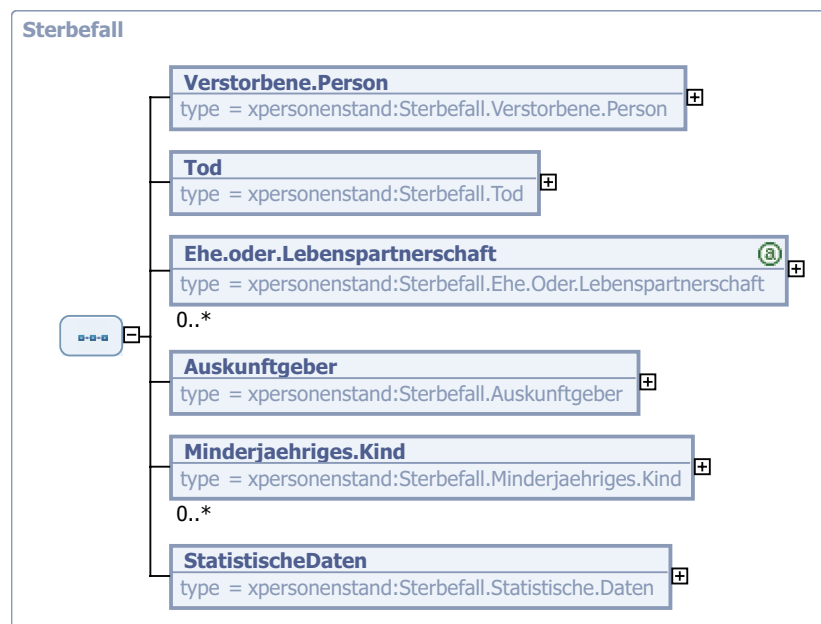 Sterbefall
Verstorbene.Person
type = xpersonenstand:Sterbefall.Verstorbene.Person
Tod
type = xpersonenstand:Sterbefall.Tod
Ehe.oder.Lebenspartnerschaft @
type = xpersonenstand:Sterbefall.Ehe.Oder.Lebenspartnerschaft
0..*
Auskunftgeber
type = xpersonenstand:Sterbefall.Auskunftgeber
Minderjaehriges.Kind
type = xpersonenstand:Sterbefall.Minderjaehriges.Kind
0..*
StatistischeDaten
type = xpersonenstand:Sterbefall.Statistische.Daten